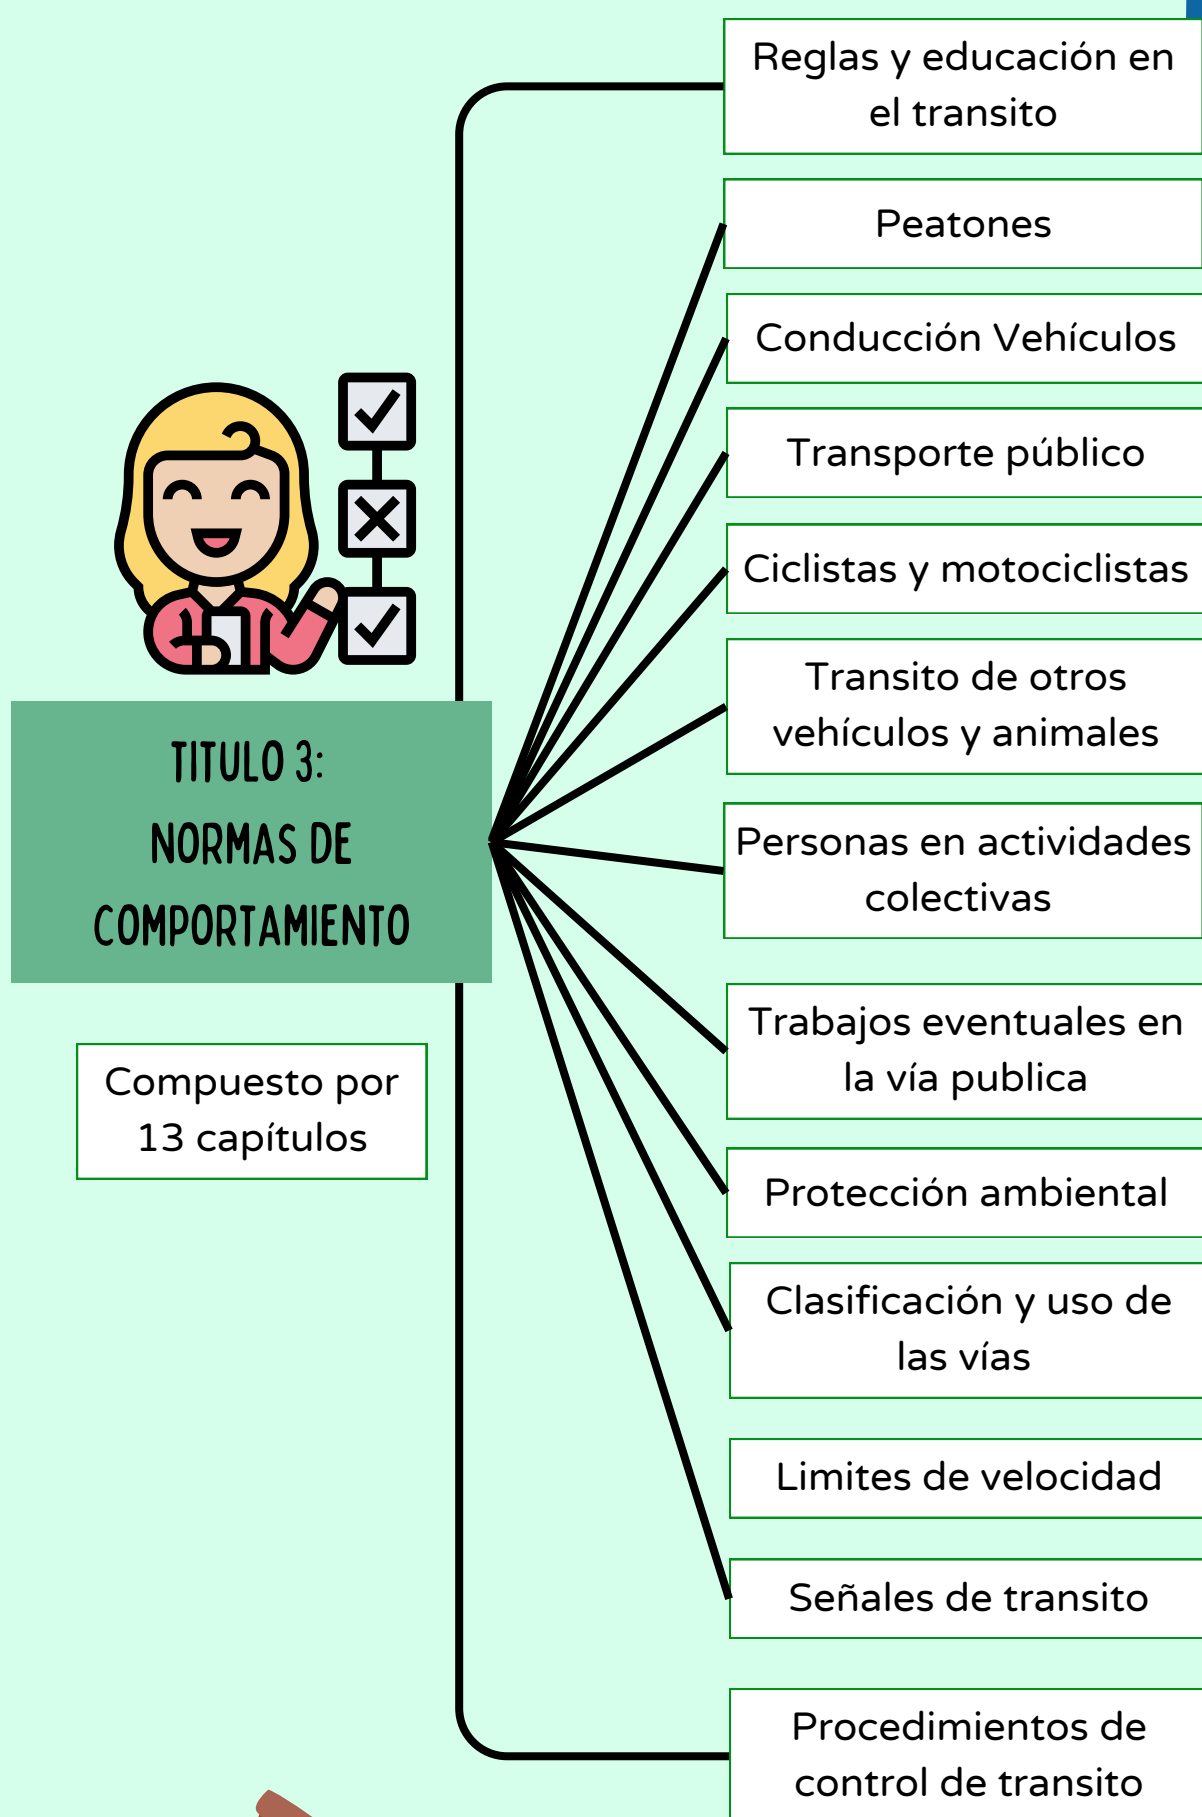 Reglas y educación en
el transito
Peatones
Conducción Vehículos
Transporte público
Ciclistas y motociclistas
Transito de otros
vehículos y animales
TITULO 3:
NORMAS DE
COMPORTAMIENTO
Personas en actividades
colectivas
Trabajos eventuales en
la vía publica
Compuesto por
13 capítulos
Protección ambiental
Clasificación y uso de
las vías
Limites de velocidad
Señales de transito
Procedimientos de
control de transito